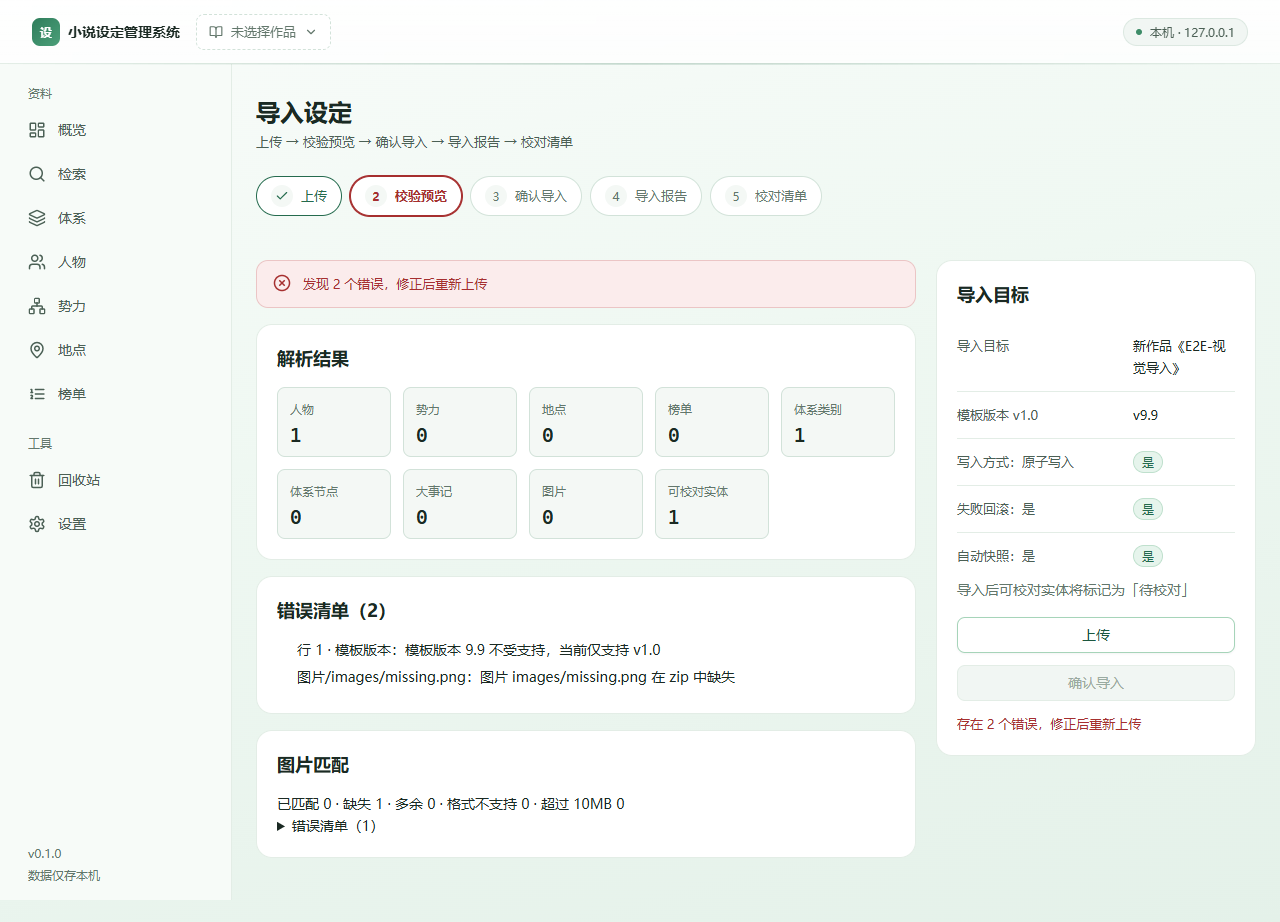 设 小说设定管理系统 未选择作品 本机 · 127.0.0.1
资料
概览
检索
体系
人物
势力
地点
榜单
工具
回收站
设置
v0.1.0
数据仅存本机
导入设定
上传 → 校验预览 → 确认导入 → 导入报告 → 校对清单
上传 2 校验预览 3 确认导入 4 导入报告 5 校对清单
发现 2 个错误，修正后重新上传
解析结果
人物 势力 地点 榜单 体系类别
1 0 0 0 1
体系节点 大事记 图片 可校对实体
0 0 0 1
错误清单（2）
行 1 · 模板版本：模板版本 9.9 不受支持，当前仅支持 v1.0
图片/images/missing.png：图片 images/missing.png 在 zip 中缺失
图片匹配
已匹配 0 · 缺失 1 · 多余 0 · 格式不支持 0 · 超过 10MB 0
错误清单（1）
导入目标
导入目标 新作品《E2E-视
觉导入》
模板版本 v1.0 v9.9
写入方式：原子写入 是
失败回滚：是 是
自动快照：是 是
导入后可校对实体将标记为「待校对」
上传
确认导入
存在 2 个错误，修正后重新上传